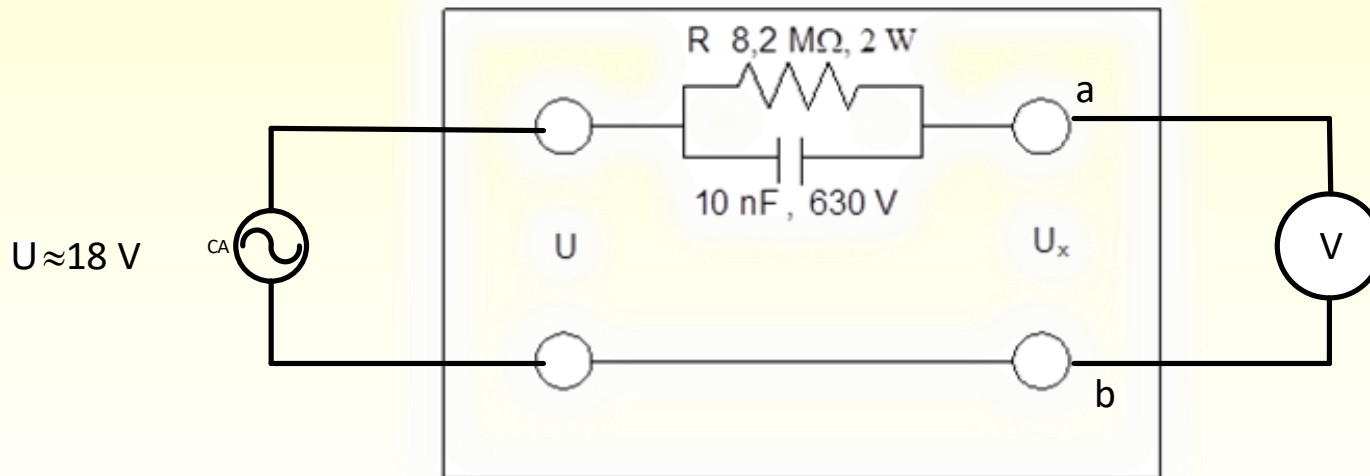 R 8,2 MΩ, 2 W
a
10 nF , 630 V
U ≈18 V
CA
U
Uₓ
V
b